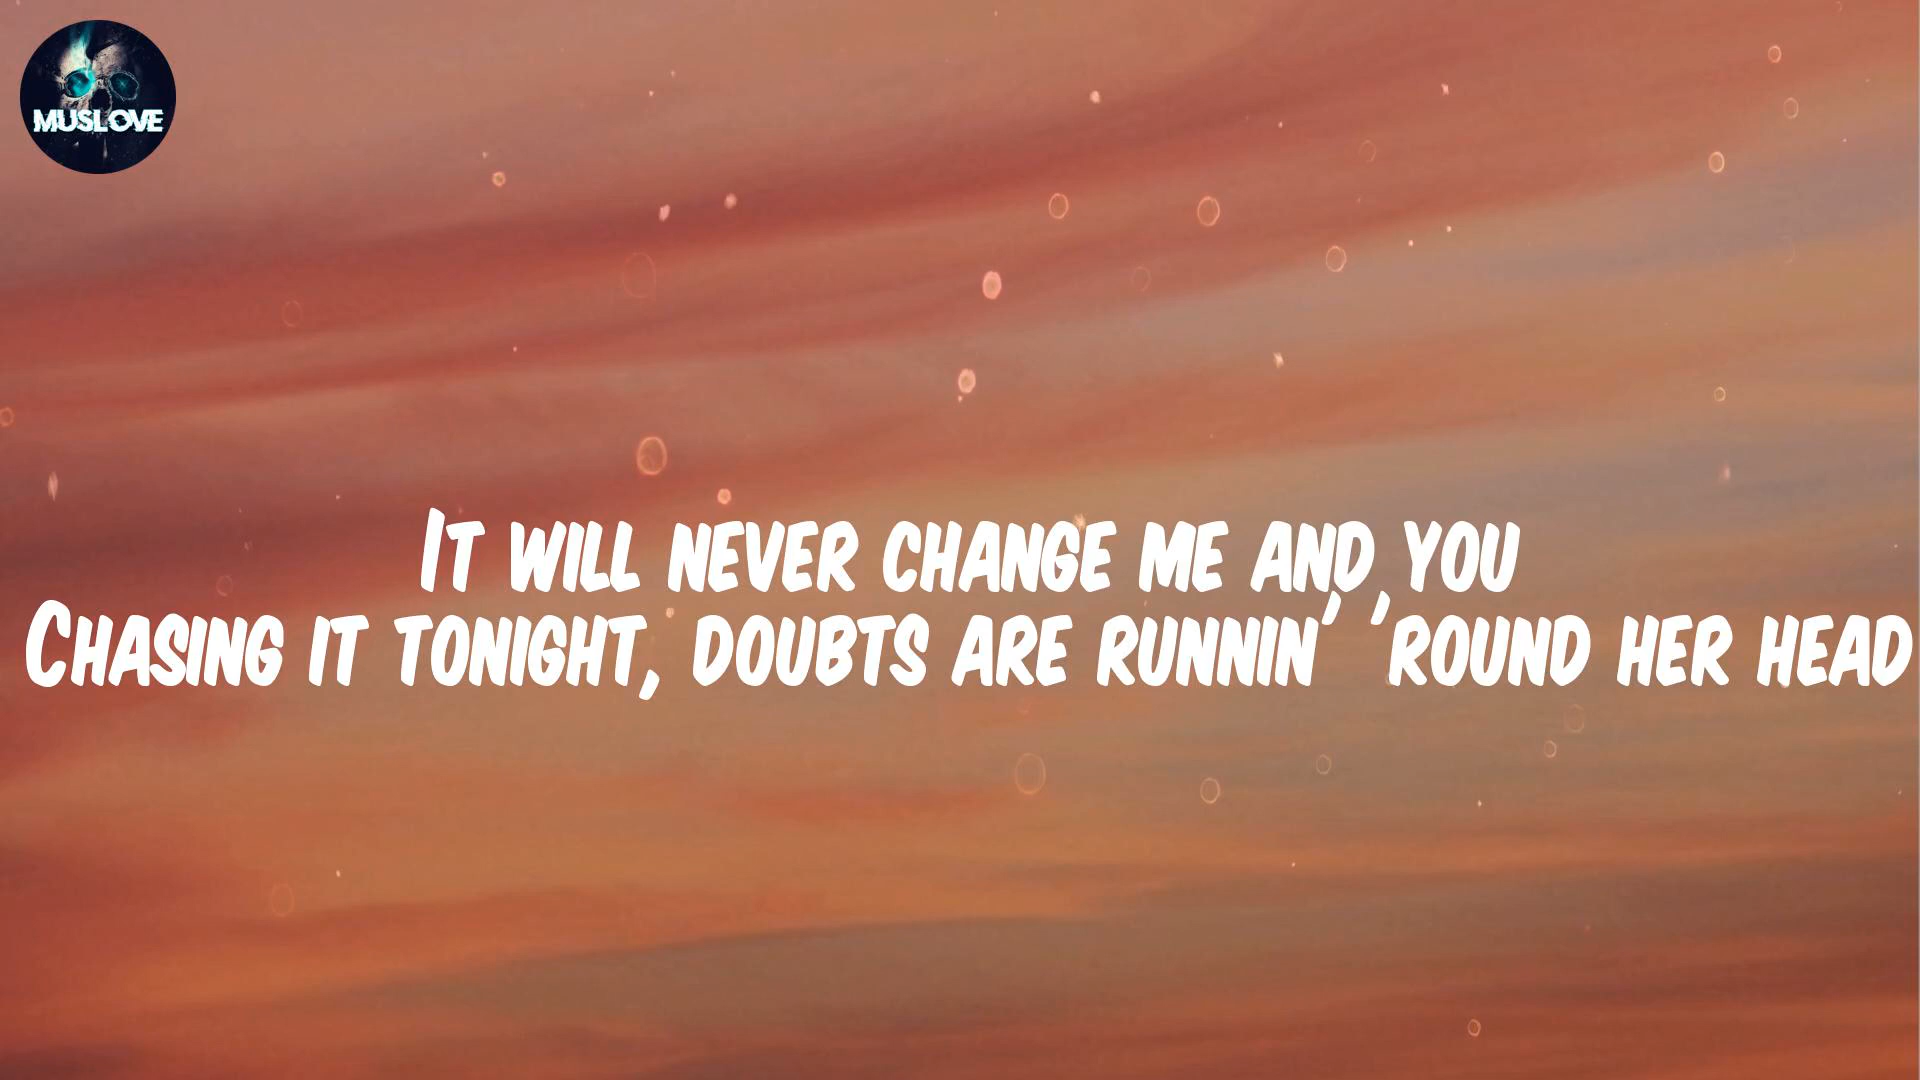 MUSLOVE
It will never change me and you
Chasing it tonight, doubts are runnin' 'round her head